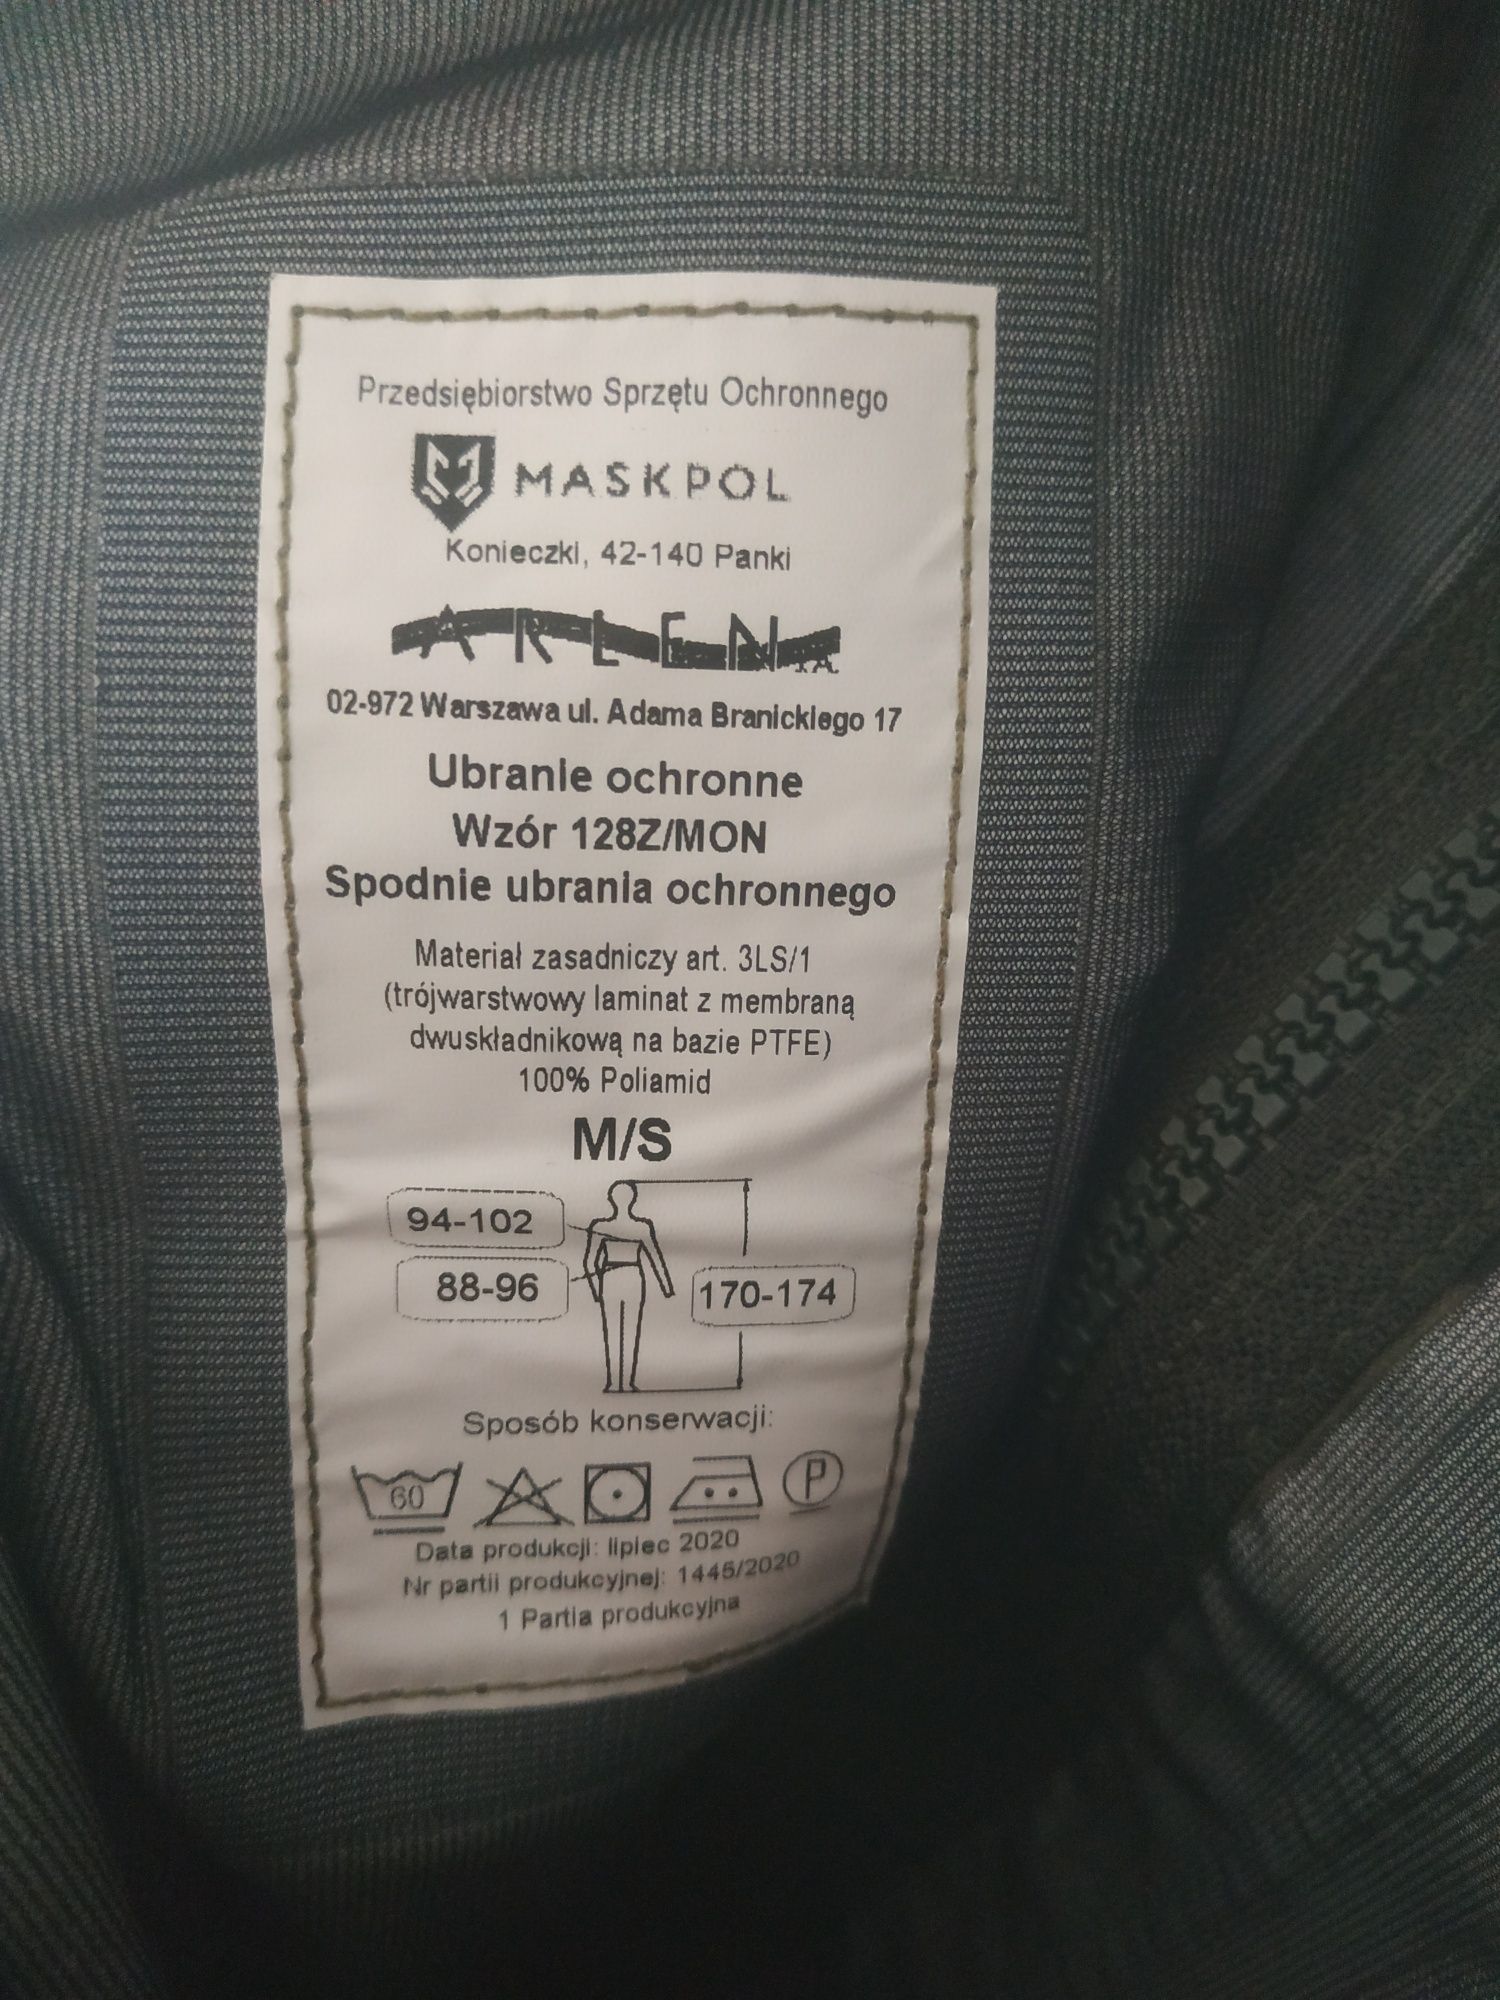 Przedsiębiorstwo Sprzętu Ochronnego
MASKPOL
Konieczki, 42-140 Panki
ARLEN S.A.
02-972 Warszawa ul. Adama Branickiego 17
Ubranie ochronne
Wzór 128Z/MON
Spodnie ubrania ochronnego
Materiał zasadniczy art. 3LS/1
(trójwarstwowy laminat z membraną
dwuskładnikową na bazie PTFE)
100% Poliamid
M/S
94-102
88-96
170-174
Sposób konserwacji:
60
P
Data produkcji: lipiec 2020
Nr partii produkcyjnej: 1445/2020
1 Partia produkcyjna